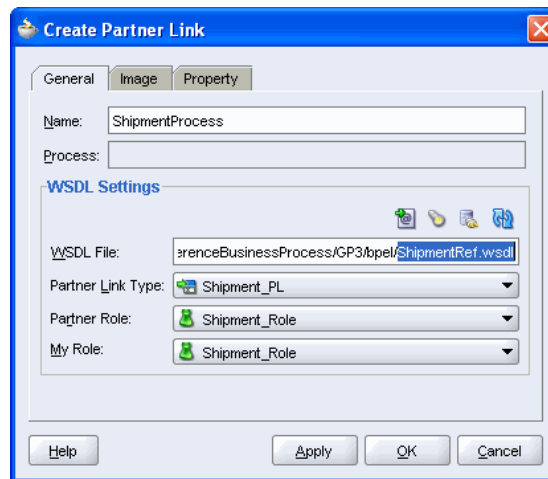 Create Partner Link
General Image Property
Name: ShipmentProcess
Process:
WSDL Settings
WSDL File: erenceBusinessProcess/GP3/bpel/ShipmentRef.wsdl
Partner Link Type: Shipment_PL
Partner Role: Shipment_Role
My Role: Shipment_Role
Help Apply OK Cancel